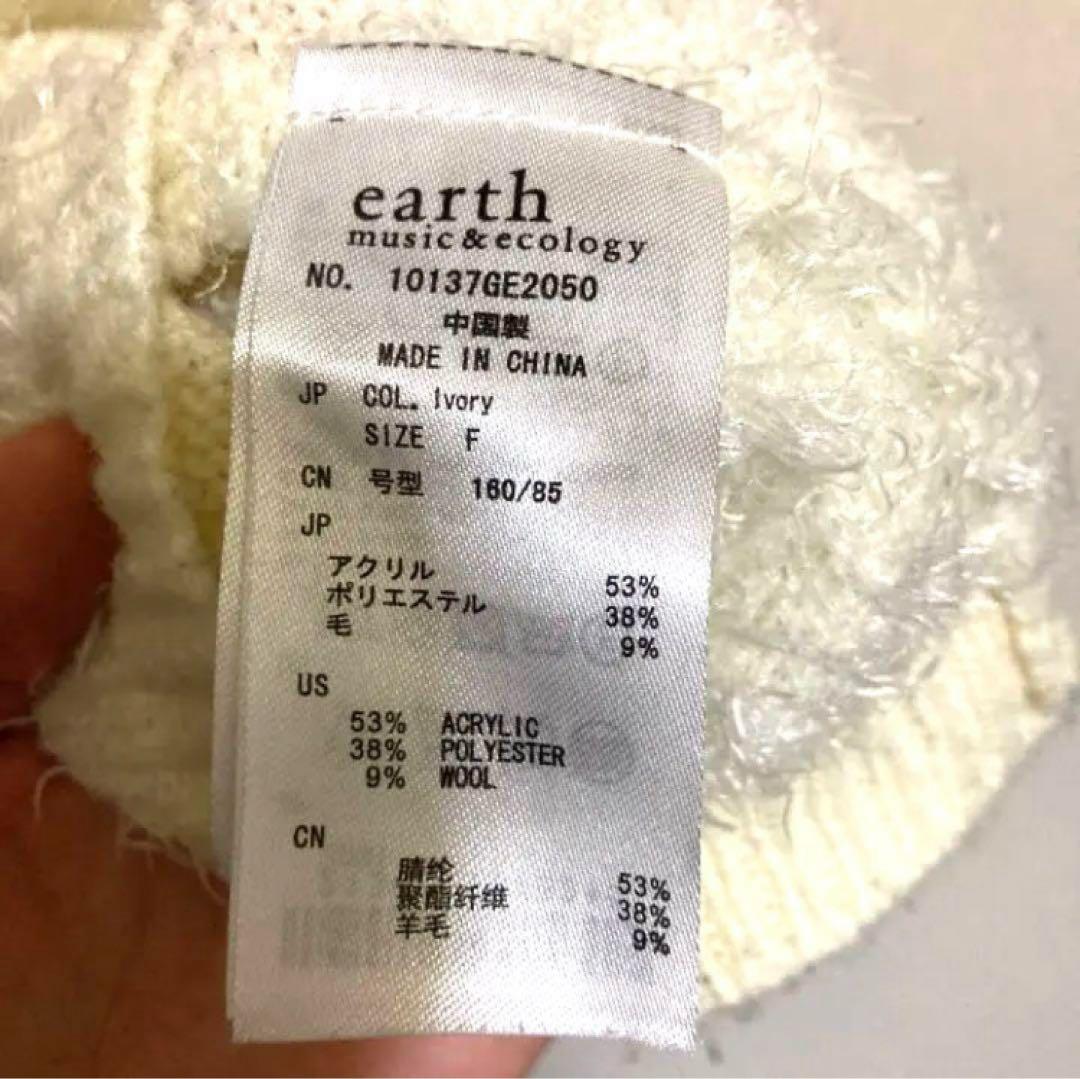 earth
music&ecology
NO. 10137GE2050
中国製
MADE IN CHINA
JP COL. Ivory
SIZE F
CN 号型 160/85
JP
アクリル 53%
ポリエステル 38%
毛 9%
US
53% ACRYLIC
38% POLYESTER
9% WOOL
CN
腈纶 53%
聚酯纤维 38%
羊毛 9%